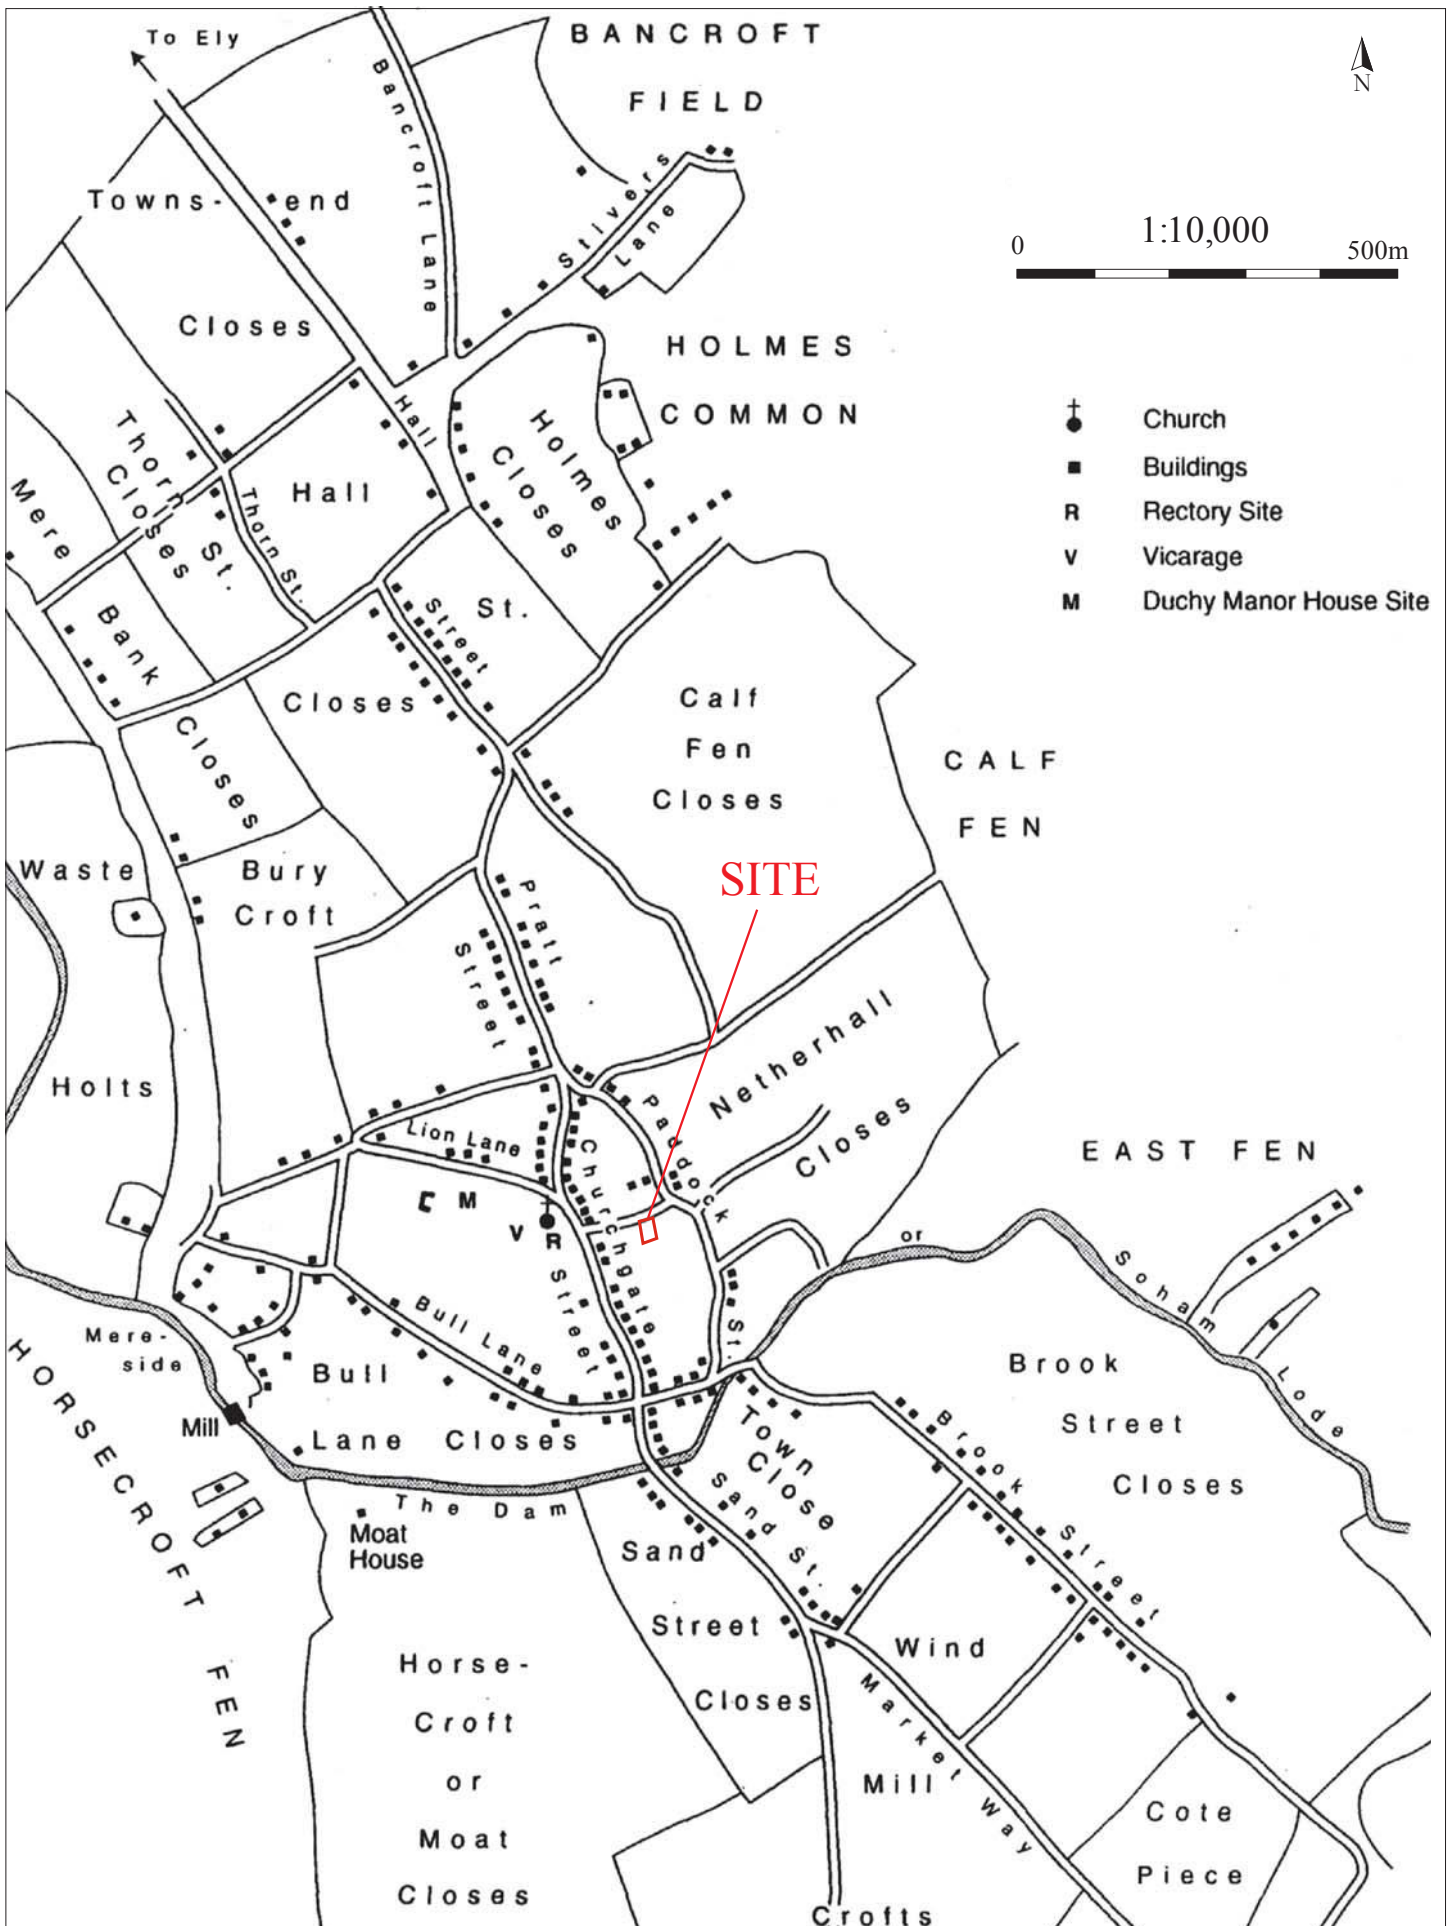 To Ely
BANCROFT
FIELD
N
Bancroft Lane
Stivers
Lane
Towns-end
Closes
1:10,000
0
500m
HOLMES
COMMON
Church
Buildings
R Rectory Site
V Vicarage
M Duchy Manor House Site
Hall
Holmes
Closes
Thorn St.
Closes
Thorn St.
Hall
Street
St.
Closes
Mere
Bank
Closes
Calf
Fen
Closes
CALF
FEN
Waste
Bury
Croft
SITE
Pratt
Street
Holts
Netherhall
Closes
Lion Lane
Paddock
St.
Churchgate
Street
M
V
R
EAST FEN
or
Soham
Lode
Mere-
side
Bull Lane
Bull
Lane Closes
Mill
HORSECROFT
FEN
The Dam
Moat
House
Brook
Street
Closes
Brook Street
Town
Close
Sand St.
Sand
Street
Closes
Horse-
Croft
or
Moat
Closes
Wind
Mill
Crofts
Market Way
Cote
Piece